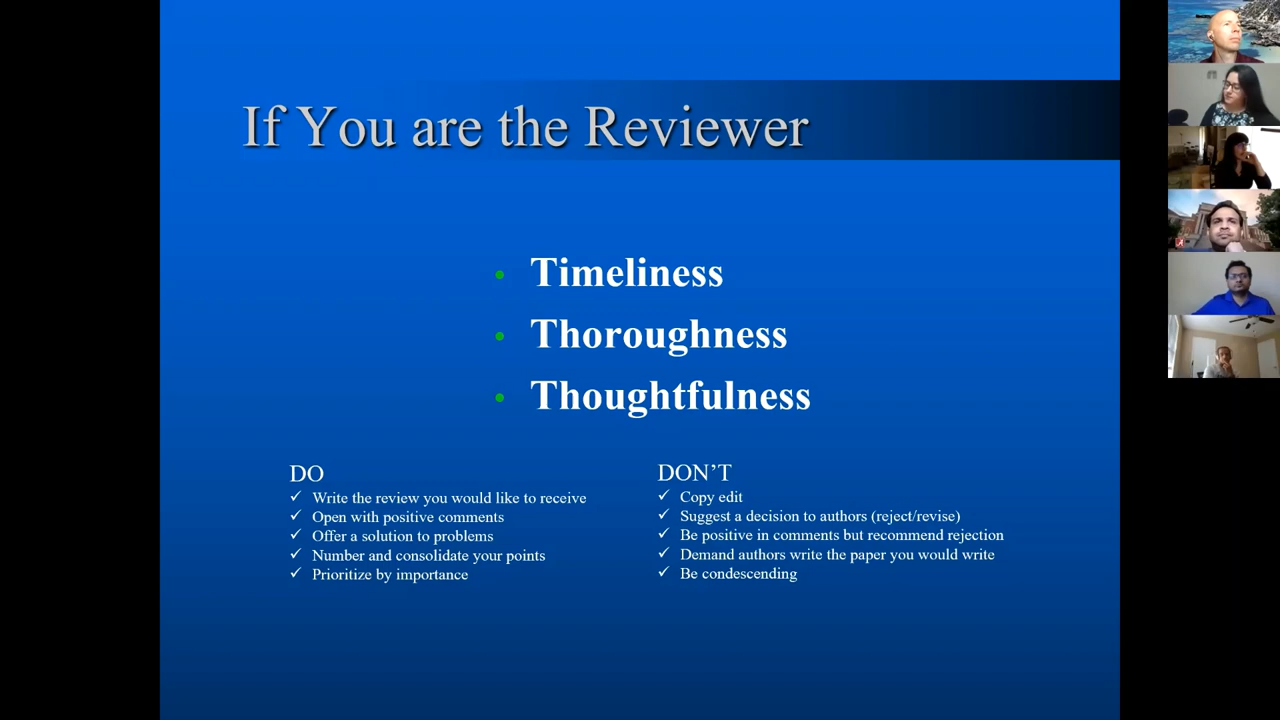 If You are the Reviewer
• Timeliness
• Thoroughness
• Thoughtfulness
DO
✓ Write the review you would like to receive
✓ Open with positive comments
✓ Offer a solution to problems
✓ Number and consolidate your points
✓ Prioritize by importance
DON’T
✓ Copy edit
✓ Suggest a decision to authors (reject/revise)
✓ Be positive in comments but recommend rejection
✓ Demand authors write the paper you would write
✓ Be condescending